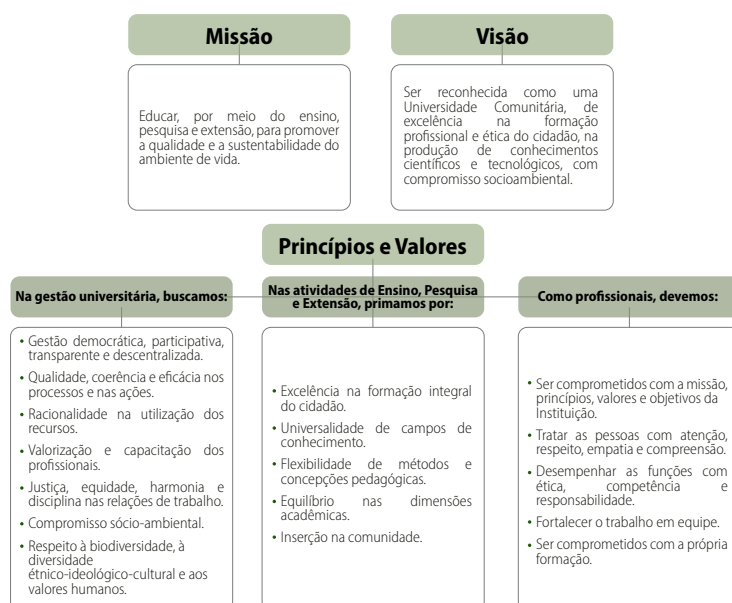 Missão
Educar, por meio do ensino,
pesquisa e extensão, para promover
a qualidade e a sustentabilidade do
ambiente de vida.
Visão
Ser reconhecida como uma
Universidade Comunitária, de
excelência na formação
profissional e ética do cidadão, na
produção de conhecimentos
científicos e tecnológicos, com
compromisso socioambiental.
Princípios e Valores
Na gestão universitária, buscamos:
• Gestão democrática, participativa,
transparente e descentralizada.
• Qualidade, coerência e eficácia nos
processos e nas ações.
• Racionalidade na utilização dos
recursos.
• Valorização e capacitação dos
profissionais.
• Justiça, equidade, harmonia e
disciplina nas relações de trabalho.
• Compromisso sócio-ambiental.
• Respeito à biodiversidade, à
diversidade
étnico-ideológico-cultural e aos
valores humanos.
Nas atividades de Ensino, Pesquisa
e Extensão, primamos por:
• Excelência na formação integral
do cidadão.
• Universalidade de campos de
conhecimento.
• Flexibilidade de métodos e
concepções pedagógicas.
• Equilíbrio nas dimensões
acadêmicas.
• Inserção na comunidade.
Como profissionais, devemos:
• Ser comprometidos com a missão,
princípios, valores e objetivos da
Instituição.
• Tratar as pessoas com atenção,
respeito, empatia e compreensão.
• Desempenhar as funções com
ética, competência e
responsabilidade.
• Fortalecer o trabalho em equipe.
• Ser comprometidos com a própria
formação.